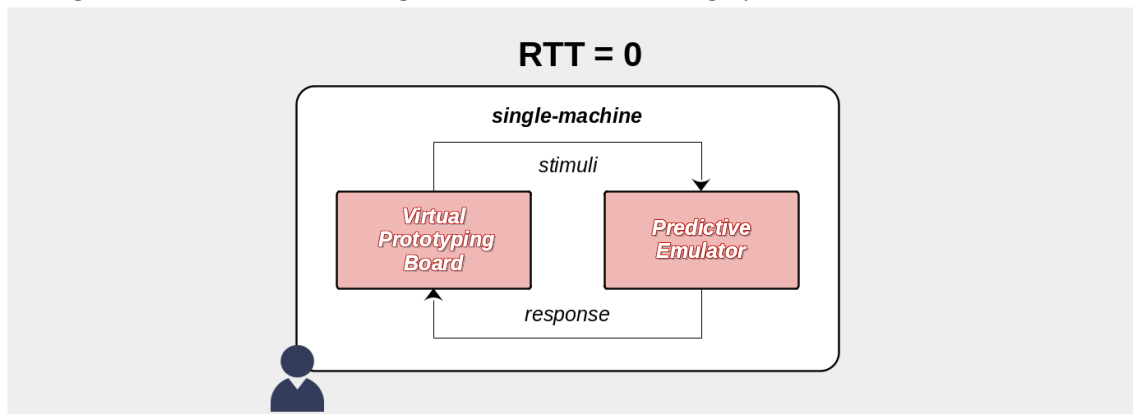 RTT = 0
single-machine
stimuli
Virtual
Prototyping
Board
Predictive
Emulator
response